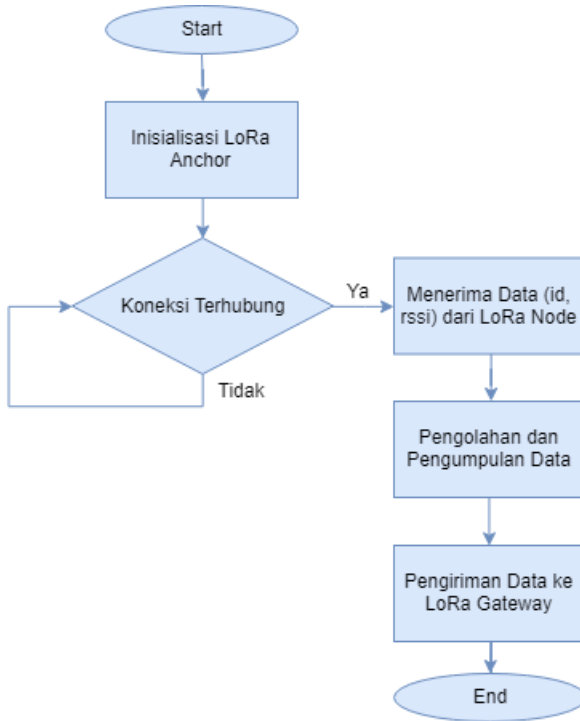 Start
Inisialisasi LoRa
Anchor
Koneksi Terhubung
Ya
Tidak
Menerima Data (id,
rssi) dari LoRa Node
Pengolahan dan
Pengumpulan Data
Pengiriman Data ke
LoRa Gateway
End